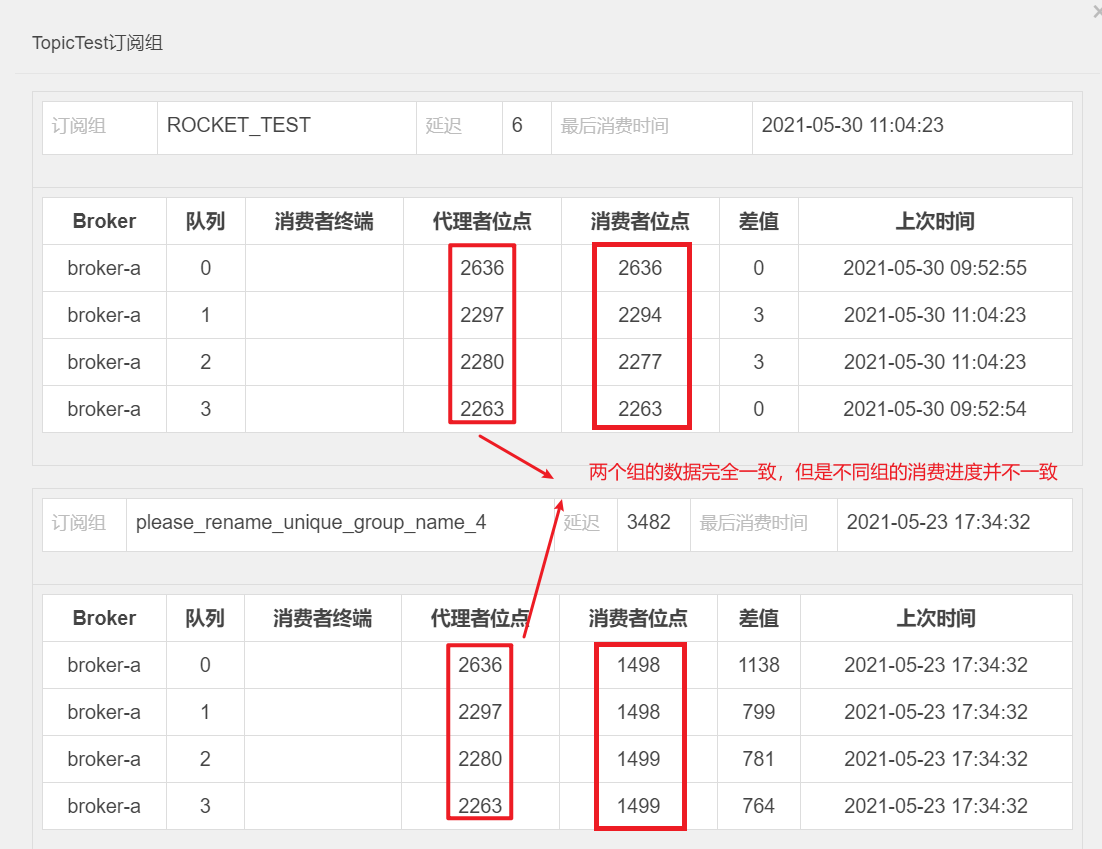 TopicTest订阅组
订阅组 ROCKET_TEST 延迟 6 最后消费时间 2021-05-30 11:04:23
Broker 队列 消费者终端 代理者位点 消费者位点 差值 上次时间
broker-a 0 2636 2636 0 2021-05-30 09:52:55
broker-a 1 2297 2294 3 2021-05-30 11:04:23
broker-a 2 2280 2277 3 2021-05-30 11:04:23
broker-a 3 2263 2263 0 2021-05-30 09:52:54
两个组的数据完全一致，但是不同组的消费进度并不一致
订阅组 please_rename_unique_group_name_4 延迟 3482 最后消费时间 2021-05-23 17:34:32
Broker 队列 消费者终端 代理者位点 消费者位点 差值 上次时间
broker-a 0 2636 1498 1138 2021-05-23 17:34:32
broker-a 1 2297 1498 799 2021-05-23 17:34:32
broker-a 2 2280 1499 781 2021-05-23 17:34:32
broker-a 3 2263 1499 764 2021-05-23 17:34:32